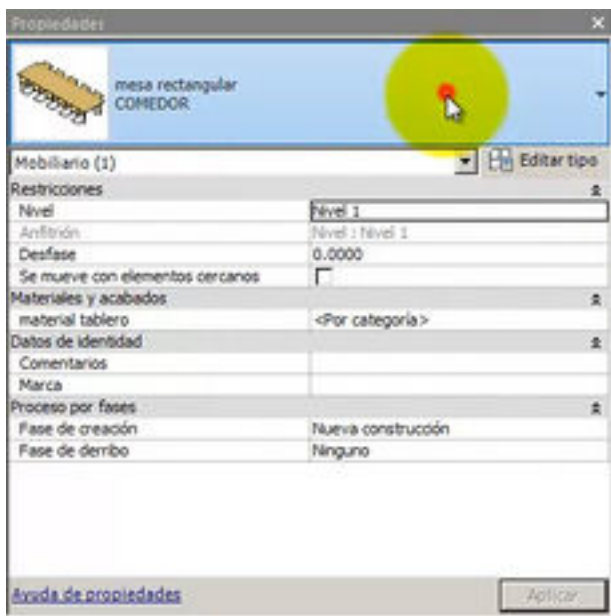 Propiedades
mesa rectangular
COMEDOR
Mobiliario (1)
Editar tipo
Restricciones
Nivel
Nivel 1
Anfitrión
Nivel : Nivel 1
Desfase
0.0000
Se mueve con elementos cercanos
Materiales y acabados
material tablero
<Por categoría>
Datos de identidad
Comentarios
Marca
Proceso por fases
Fase de creación
Nueva construcción
Fase de derribo
Ninguno
Ayuda de propiedades
Aplicar